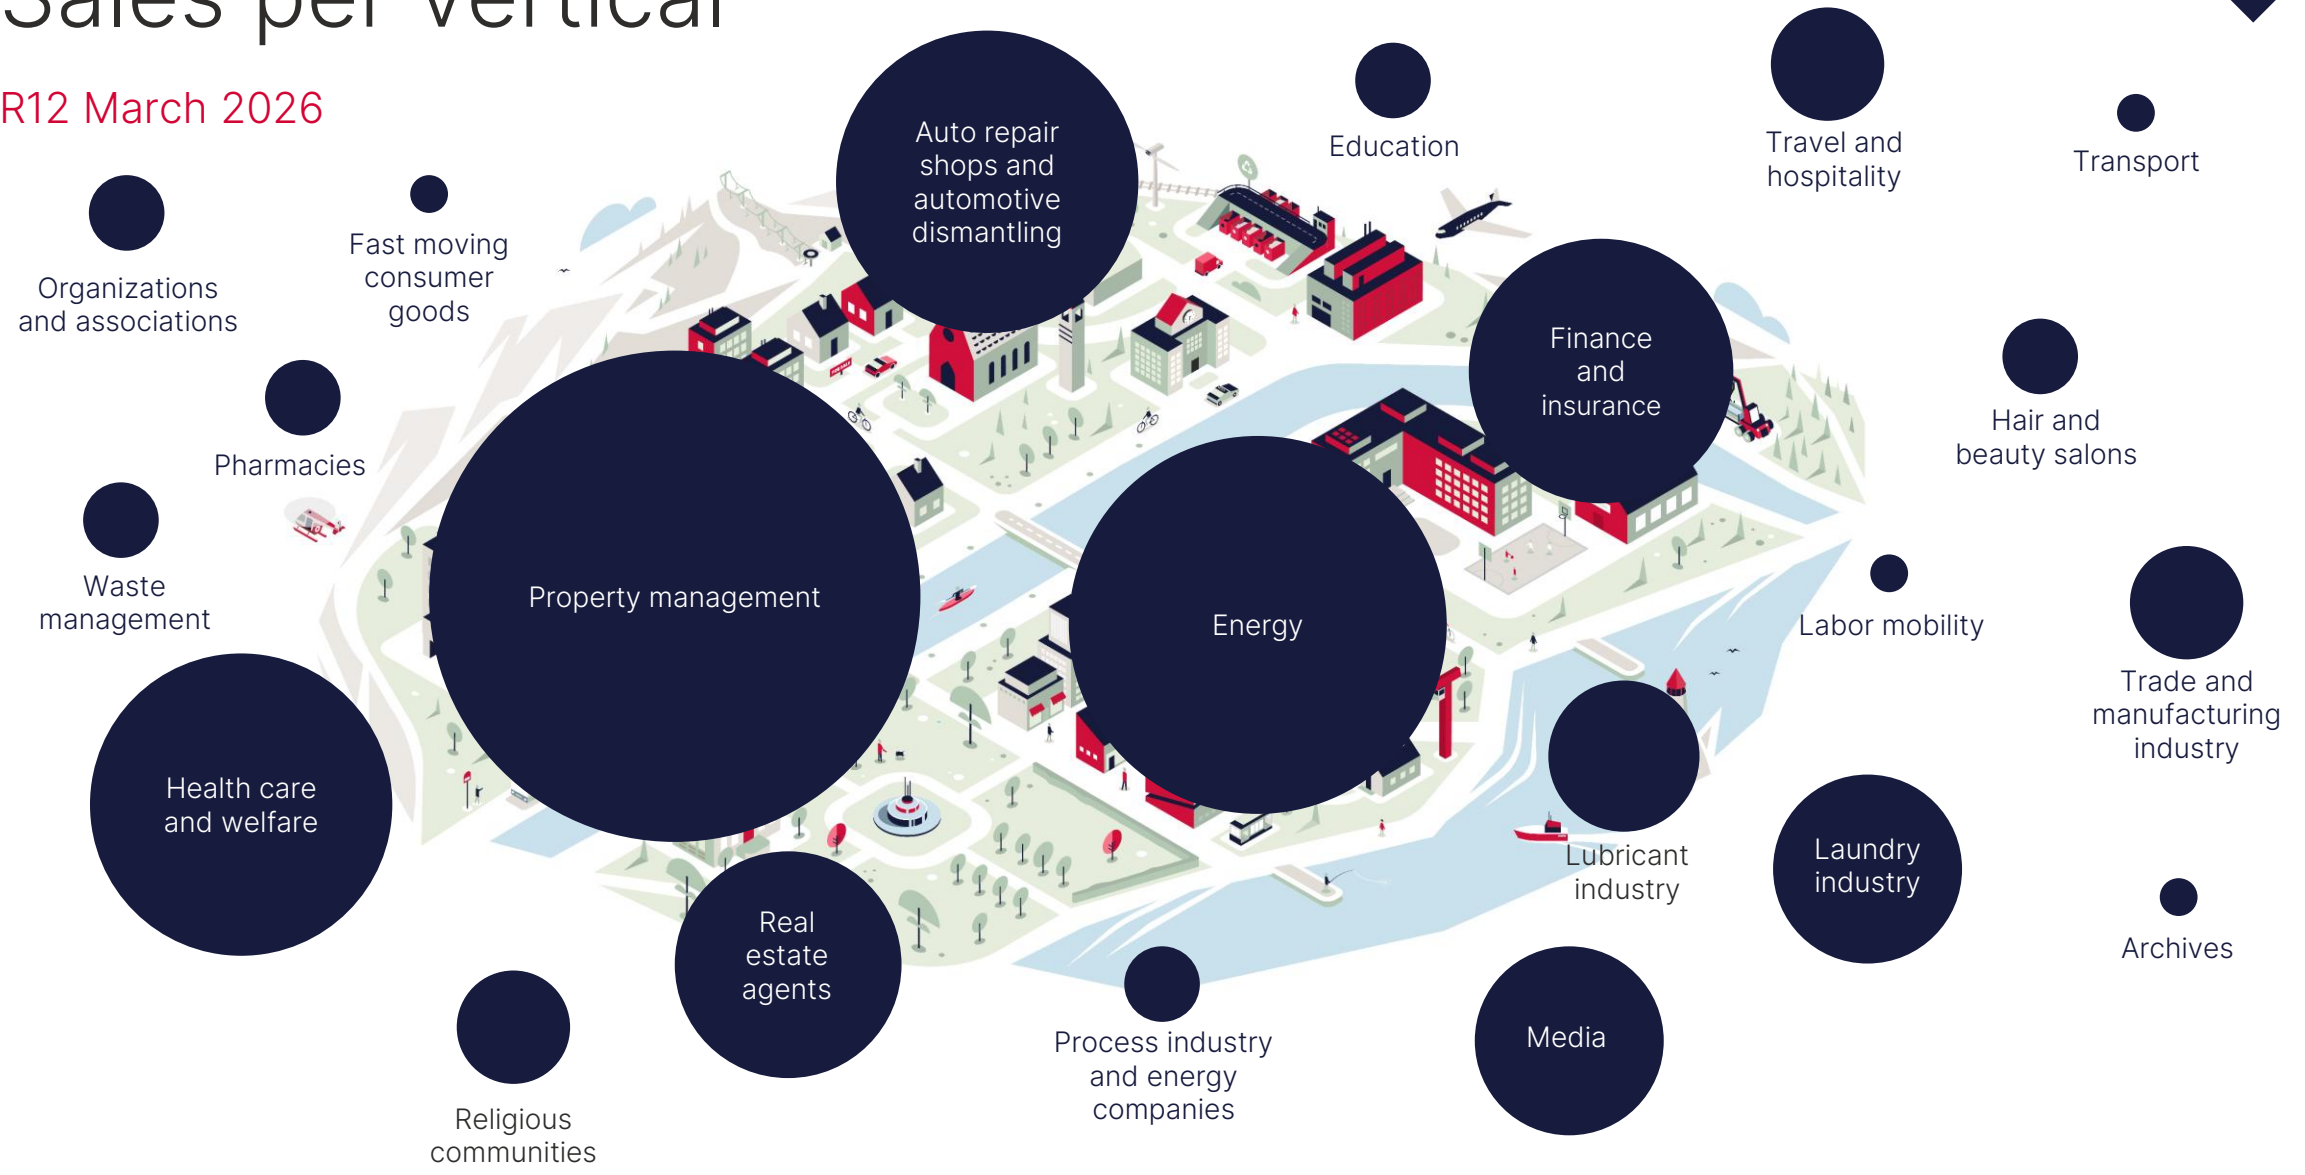 Sales per vertical
R12 March 2026
Auto repair
shops and
automotive
dismantling
Education
Travel and
hospitality
Transport
Organizations
and associations
Fast moving
consumer
goods
Finance
and
insurance
Hair and
beauty salons
Pharmacies
Waste
management
Property management
Energy
Labor mobility
Trade and
manufacturing
industry
Health care
and welfare
Lubricant
industry
Laundry
industry
Archives
Real
estate
agents
Religious
communities
Process industry
and energy
companies
Media